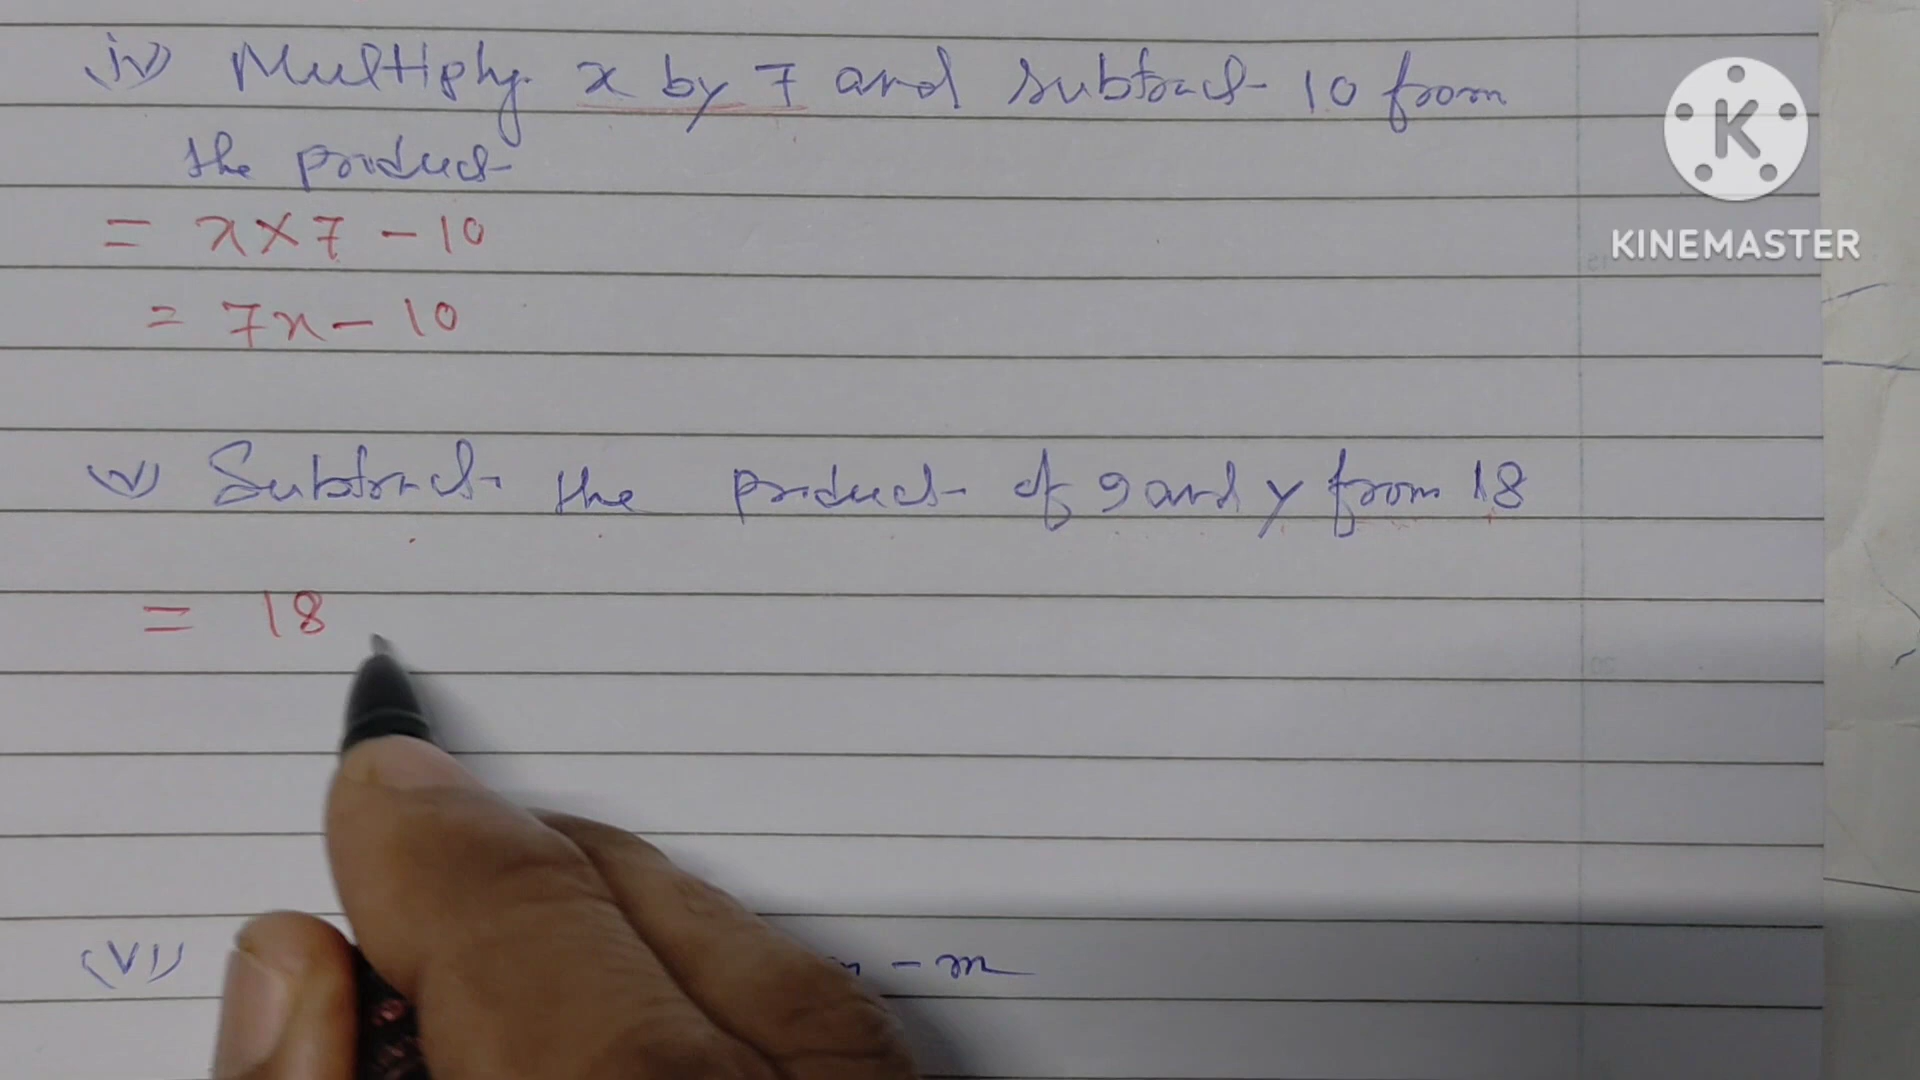 iv) Multiply x by 7 and subtract 10 from
the product
= x × 7 - 10
= 7x - 10
(v) Subtract the product of 9 and y from 18
= 18
(vi) - m
K
KINEMASTER